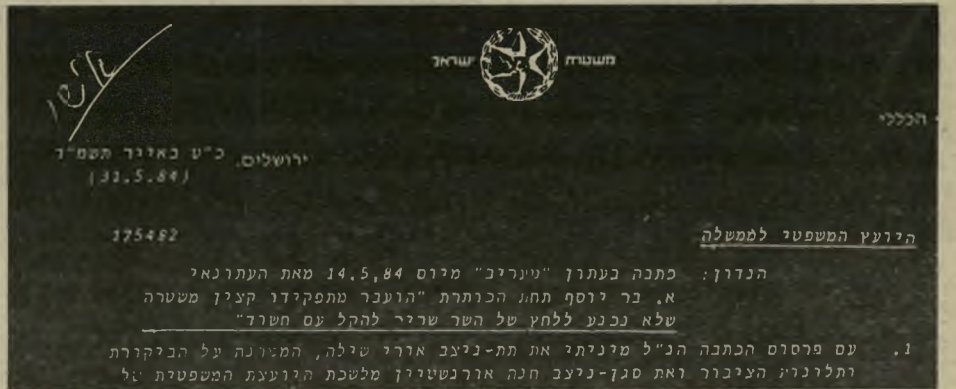 משטרת ישראל
הכללי
ירושלים, כ"ט באייר תשמ"ד
(31.5.84)
175482
היועץ המשפטי לממשלה
הנדון: כתבה בעתון "מעריב" מיום 14.5.84 מאת העתונאי
א. בר יוסף תחת הכותרת "הועבר מתפקידו קצין משטרה
שלא נכנע ללחץ של השר שריר להקל עם חשוד"
1. עם פרסום הכתבה הנ"ל מיניתי את תת-ניצב אורי שילה, הממונה על הביקורת
ותלונות הציבור ואת סגן-ניצב חנה אורנשטיין מלשכת היועצת המשפטית של